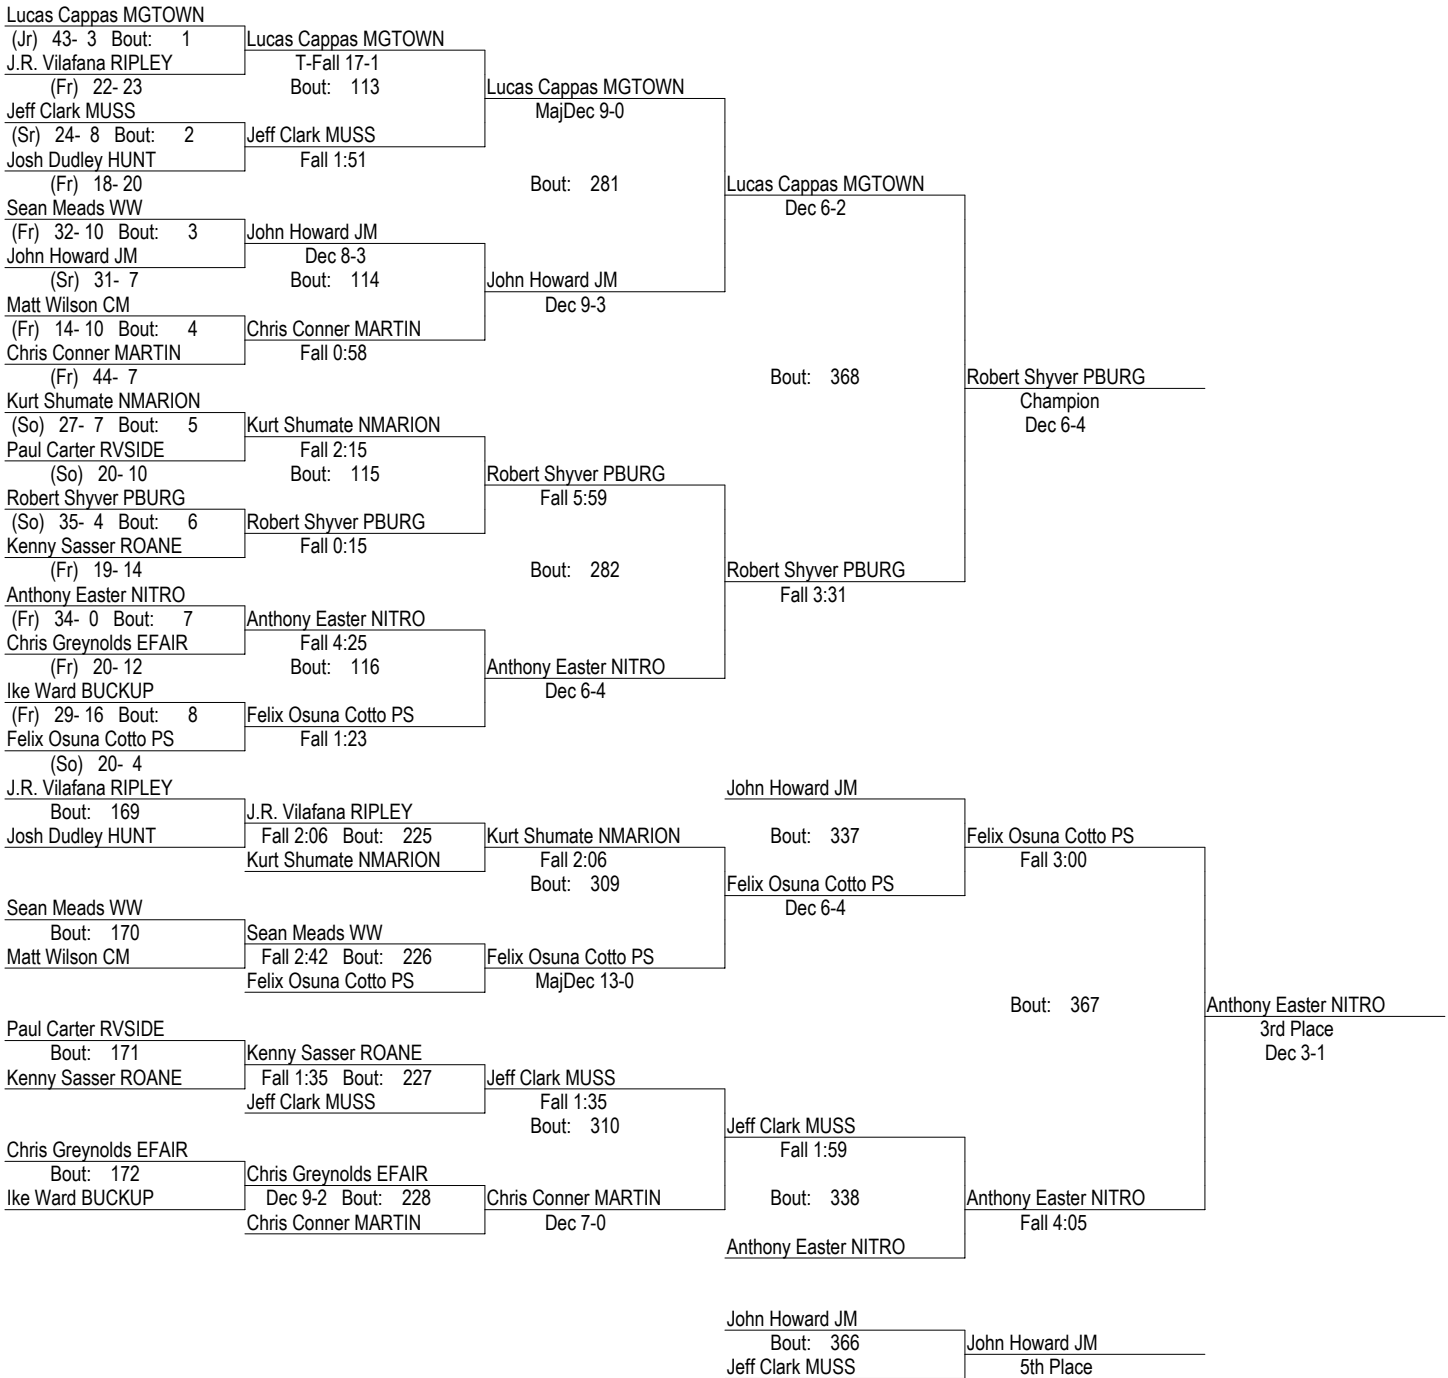 Lucas Cappas MGTOWN
(Jr) 43- 3 Bout: 1 Lucas Cappas MGTOWN
J.R. Vilafana RIPLEY T-Fall 17-1
(Fr) 22- 23 Bout: 113 Lucas Cappas MGTOWN
Jeff Clark MUSS MajDec 9-0
(Sr) 24- 8 Bout: 2 Jeff Clark MUSS
Josh Dudley HUNT Fall 1:51
(Fr) 18- 20 Bout: 281 Lucas Cappas MGTOWN
Sean Meads WW Dec 6-2
(Fr) 32- 10 Bout: 3 John Howard JM
John Howard JM Dec 8-3
(Sr) 31- 7 Bout: 114 John Howard JM
Matt Wilson CM Dec 9-3
(Fr) 14- 10 Bout: 4 Chris Conner MARTIN
Chris Conner MARTIN Fall 0:58
(Fr) 44- 7 Bout: 368 Robert Shyver PBURG
Kurt Shumate NMARION Champion
(So) 27- 7 Bout: 5 Kurt Shumate NMARION Dec 6-4
Paul Carter RVSIDE Fall 2:15
(So) 20- 10 Bout: 115 Robert Shyver PBURG
Robert Shyver PBURG Fall 5:59
(So) 35- 4 Bout: 6 Robert Shyver PBURG
Kenny Sasser ROANE Fall 0:15
(Fr) 19- 14 Bout: 282 Robert Shyver PBURG
Anthony Easter NITRO Fall 3:31
(Fr) 34- 0 Bout: 7 Anthony Easter NITRO
Chris Greynolds EFAIR Fall 4:25
(Fr) 20- 12 Bout: 116 Anthony Easter NITRO
Ike Ward BUCKUP Dec 6-4
(Fr) 29- 16 Bout: 8 Felix Osuna Cotto PS
Felix Osuna Cotto PS Fall 1:23
(So) 20- 4
J.R. Vilafana RIPLEY John Howard JM
Bout: 169 J.R. Vilafana RIPLEY
Josh Dudley HUNT Fall 2:06 Bout: 225 Kurt Shumate NMARION Bout: 337 Felix Osuna Cotto PS
Kurt Shumate NMARION Fall 2:06 Fall 3:00
Bout: 309 Felix Osuna Cotto PS
Sean Meads WW Dec 6-4
Bout: 170 Sean Meads WW
Matt Wilson CM Fall 2:42 Bout: 226 Felix Osuna Cotto PS
Felix Osuna Cotto PS MajDec 13-0
Bout: 367 Anthony Easter NITRO
Paul Carter RVSIDE 3rd Place
Bout: 171 Kenny Sasser ROANE Dec 3-1
Kenny Sasser ROANE Fall 1:35 Bout: 227 Jeff Clark MUSS
Jeff Clark MUSS Fall 1:35
Bout: 310 Jeff Clark MUSS
Chris Greynolds EFAIR Fall 1:59
Bout: 172 Chris Greynolds EFAIR
Ike Ward BUCKUP Dec 9-2 Bout: 228 Chris Conner MARTIN Bout: 338 Anthony Easter NITRO
Chris Conner MARTIN Dec 7-0 Fall 4:05
Anthony Easter NITRO
John Howard JM
Bout: 366 John Howard JM
Jeff Clark MUSS 5th Place